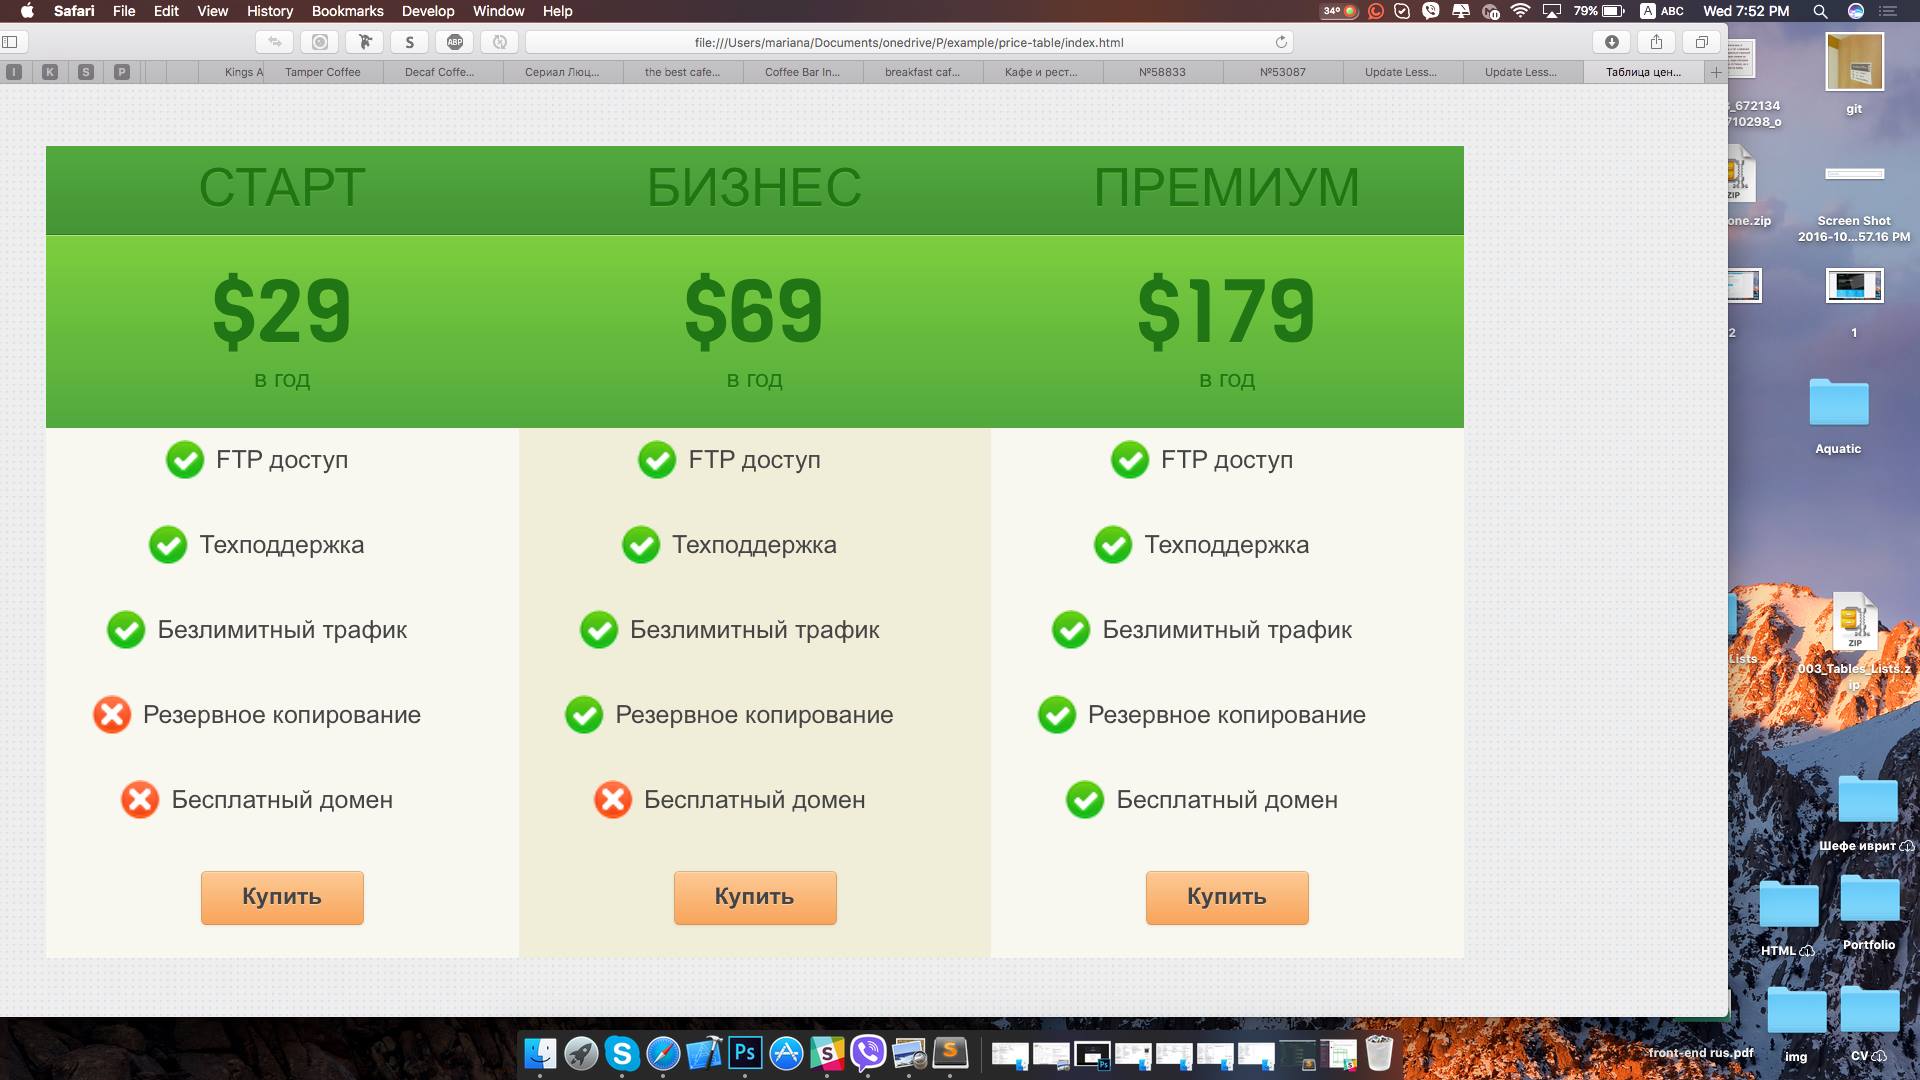 Safari File Edit View History Bookmarks Develop Window Help
34° 79% A ABC Wed 7:52 PM
S ABP file:///Users/mariana/Documents/onedrive/P/example/price-table/index.html
I K S P Kings A Tamper Coffee Decaf Coffe... Сериал Люц... the best cafe... Coffee Bar In... breakfast caf... Кафе и рест... №58833 №53087 Update Less... Update Less... Таблица цен...
СТАРТ БИЗНЕС ПРЕМИУМ
$29 $69 $179
в год в год в год
FTP доступ FTP доступ FTP доступ
Техподдержка Техподдержка Техподдержка
Безлимитный трафик Безлимитный трафик Безлимитный трафик
Резервное копирование Резервное копирование Резервное копирование
Бесплатный домен Бесплатный домен Бесплатный домен
Купить Купить Купить
_672134
710298_o
git
ZIP
one.zip
Screen Shot
2016-10...57.16 PM
2
1
Aquatic
ZIP
Lists
003_Tables_Lists.z
ip
Шефе иврит
HTML
Portfolio
front-end rus.pdf
img
CV
Ps
S